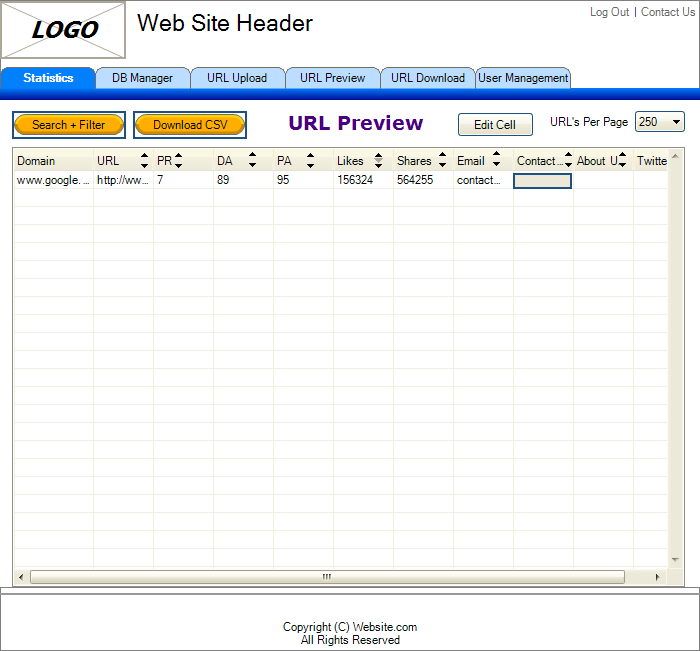 LOGO
Web Site Header
Log Out | Contact Us
Statistics DB Manager URL Upload URL Preview URL Download User Management
Search + Filter Download CSV URL Preview Edit Cell URL's Per Page 250
Domain URL PR DA PA Likes Shares Email Contact... About U Twitte
www.google.... http://ww... 7 89 95 156324 564255 contact...
Copyright (C) Website.com
All Rights Reserved